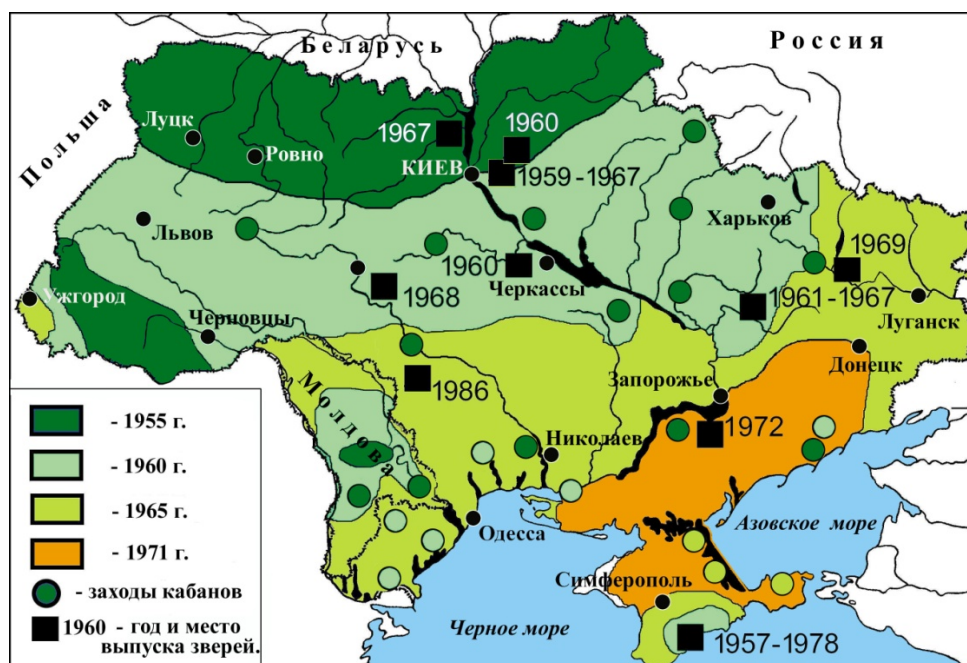 Беларусь
Россия
Польша
Луцк
Ровно
1967
1960
КИЕВ
1959 - 1967
Львов
Харьков
1960
Черкассы
1968
1969
1961 - 1967
Ужгород
Черновцы
Луганск
Донецк
Запорожье
1986
Молдова
1972
Николаев
Одесса
Азовское море
Симферополь
Черное море
1957 - 1978
- 1955 г.
- 1960 г.
- 1965 г.
- 1971 г.
- заходы кабанов
1960 - год и место
выпуска зверей.